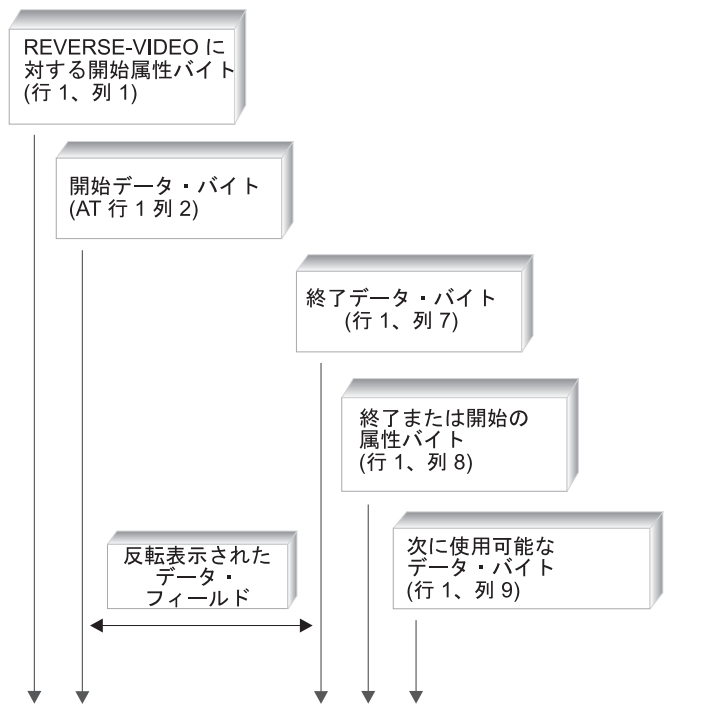 REVERSE-VIDEO に
対する開始属性バイト
(行 1、列 1)
開始データ・バイト
(AT 行 1 列 2)
終了データ・バイト
(行 1、列 7)
終了または開始の
属性バイト
(行 1、列 8)
反転表示された
データ・
フィールド
次に使用可能な
データ・バイト
(行 1、列 9)